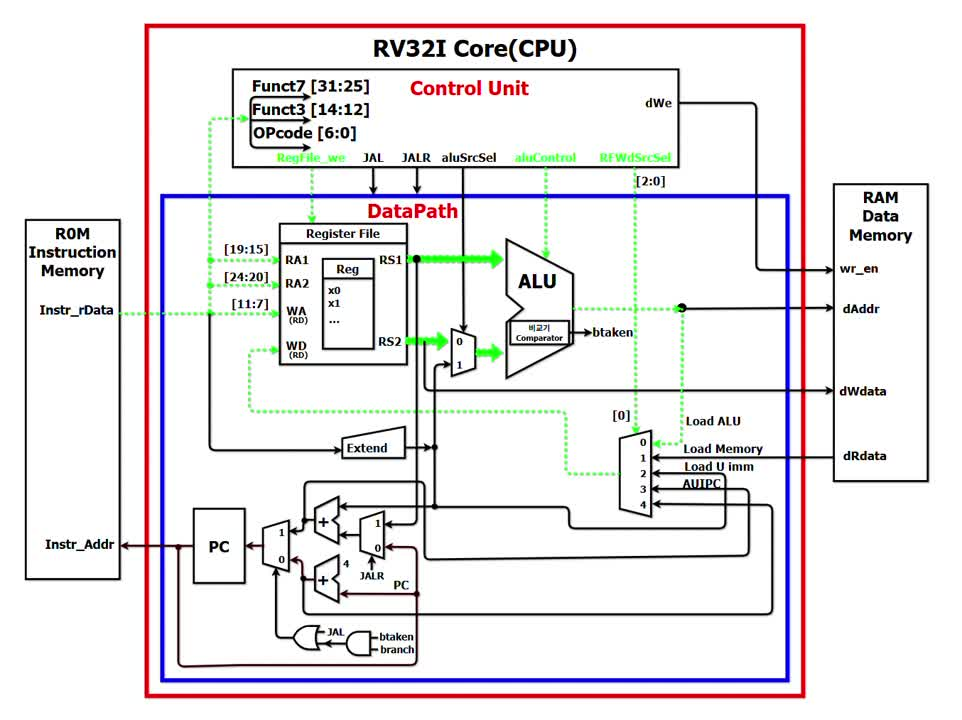 RV32I Core(CPU)
Funct7 [31:25]
Control Unit
Funct3 [14:12]
OPcode [6:0]
dWe
RegFile_we
JAL
JALR
aluSrcSel
aluControl
RFWdSrcSel
[2:0]
DataPath
R0M
Instruction
Memory
Instr_rData
Instr_Addr
RAM
Data
Memory
wr_en
dAddr
dWdata
dRdata
Register File
[19:15]
RA1
RS1
[24:20]
RA2
[11:7]
WA
(RD)
WD
(RD)
RS2
Reg
x0
x1
...
ALU
비교기
Comparator
btaken
0
1
[0]
Load ALU
0
Load Memory
1
Load U imm
2
AUIPC
3
4
Extend
PC
1
0
+
1
0
JALR
+
4
PC
JAL
btaken
branch